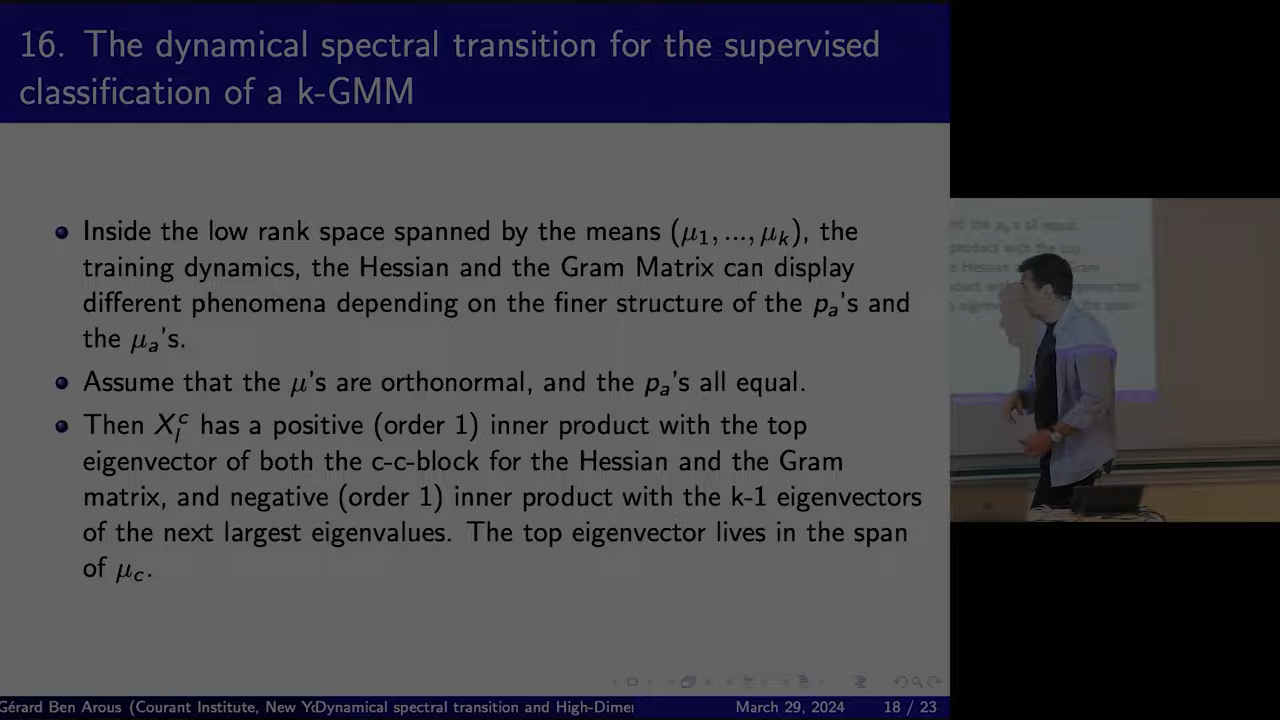 16. The dynamical spectral transition for the supervised
classification of a k-GMM
Inside the low rank space spanned by the means (μ₁, ..., μₖ), the
training dynamics, the Hessian and the Gram Matrix can display
different phenomena depending on the finer structure of the pₐ's and
the μₐ's.
Assume that the μ's are orthonormal, and the pₐ's all equal.
Then X_l^c has a positive (order 1) inner product with the top
eigenvector of both the c-c-block for the Hessian and the Gram
matrix, and negative (order 1) inner product with the k-1 eigenvectors
of the next largest eigenvalues. The top eigenvector lives in the span
of μ_c.
Gérard Ben Arous (Courant Institute, New Yo
Dynamical spectral transition and High-Dimen
March 29, 2024
18 / 23